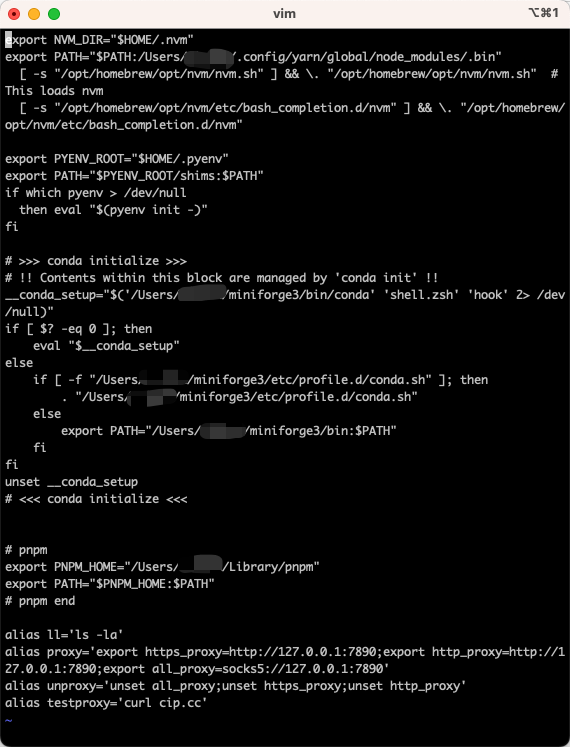 vim
⌥⌘1
export NVM_DIR="$HOME/.nvm"
export PATH="$PATH:/Users/ /.config/yarn/global/node_modules/.bin"
  [ -s "/opt/homebrew/opt/nvm/nvm.sh" ] && \. "/opt/homebrew/opt/nvm/nvm.sh"  #
This loads nvm
  [ -s "/opt/homebrew/opt/nvm/etc/bash_completion.d/nvm" ] && \. "/opt/homebrew/
opt/nvm/etc/bash_completion.d/nvm"

export PYENV_ROOT="$HOME/.pyenv"
export PATH="$PYENV_ROOT/shims:$PATH"
if which pyenv > /dev/null
  then eval "$(pyenv init -)"
fi

# >>> conda initialize >>>
# !! Contents within this block are managed by 'conda init' !!
__conda_setup="$('/Users/ /miniforge3/bin/conda' 'shell.zsh' 'hook' 2> /dev
/null)"
if [ $? -eq 0 ]; then
    eval "$__conda_setup"
else
    if [ -f "/Users/ /miniforge3/etc/profile.d/conda.sh" ]; then
        . "/Users/ /miniforge3/etc/profile.d/conda.sh"
    else
        export PATH="/Users/ /miniforge3/bin:$PATH"
    fi
fi
unset __conda_setup
# <<< conda initialize <<<


# pnpm
export PNPM_HOME="/Users/ /Library/pnpm"
export PATH="$PNPM_HOME:$PATH"
# pnpm end

alias ll='ls -la'
alias proxy='export https_proxy=http://127.0.0.1:7890;export http_proxy=http://1
27.0.0.1:7890;export all_proxy=socks5://127.0.0.1:7890'
alias unproxy='unset all_proxy;unset https_proxy;unset http_proxy'
alias testproxy='curl cip.cc'
~